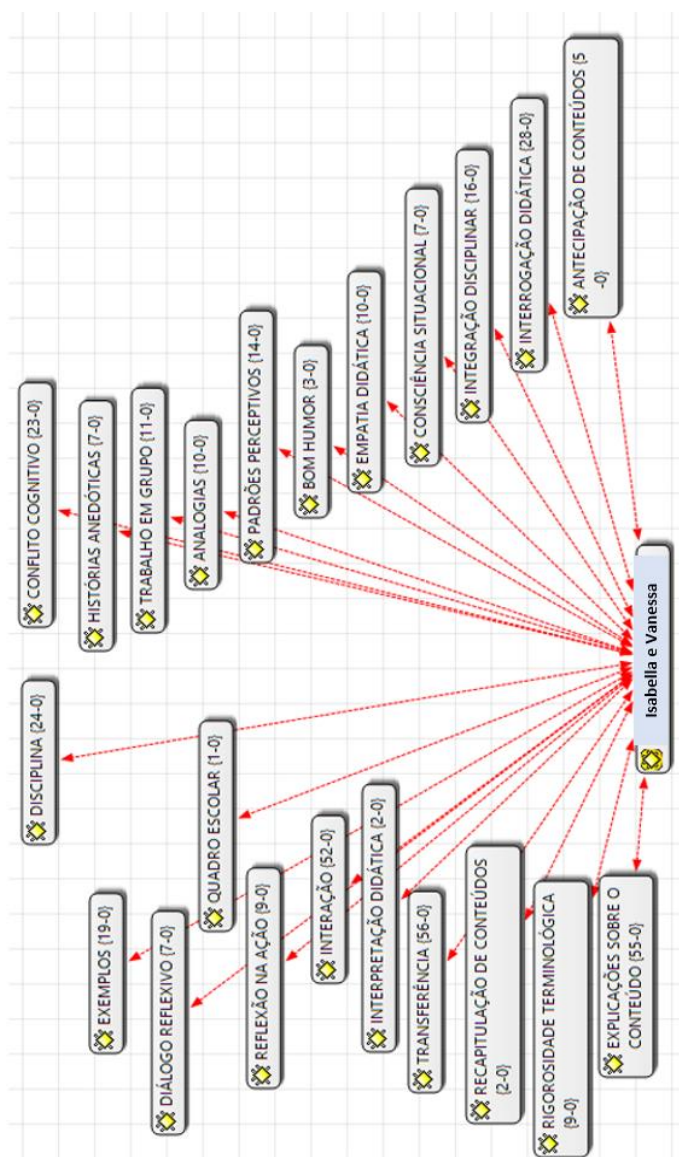 DISCIPLINA {24-0}
CONFLITO COGNITIVO {23-0}
EXEMPLOS {19-0}
HISTÓRIAS ANEDÓTICAS {7-0}
DIÁLOGO REFLEXIVO {7-0}
TRABALHO EM GRUPO {11-0}
QUADRO ESCOLAR {1-0}
ANALOGIAS {10-0}
REFLEXÃO NA AÇÃO {9-0}
PADRÕES PERCEPTIVOS {14-0}
INTERAÇÃO {52-0}
BOM HUMOR {3-0}
INTERPRETAÇÃO DIDÁTICA {2-0}
EMPATIA DIDÁTICA {10-0}
TRANSFERÊNCIA {56-0}
CONSCIÊNCIA SITUACIONAL {7-0}
RECAPITULAÇÃO DE CONTEÚDOS
{2-0}
INTEGRAÇÃO DISCIPLINAR {16-0}
RIGOROSIDADE TERMINOLÓGICA
{9-0}
INTERROGAÇÃO DIDÁTICA {28-0}
EXPLICAÇÕES SOBRE O
CONTEÚDO {55-0}
ANTECIPAÇÃO DE CONTEÚDOS {5
-0}
Isabella e Vanessa